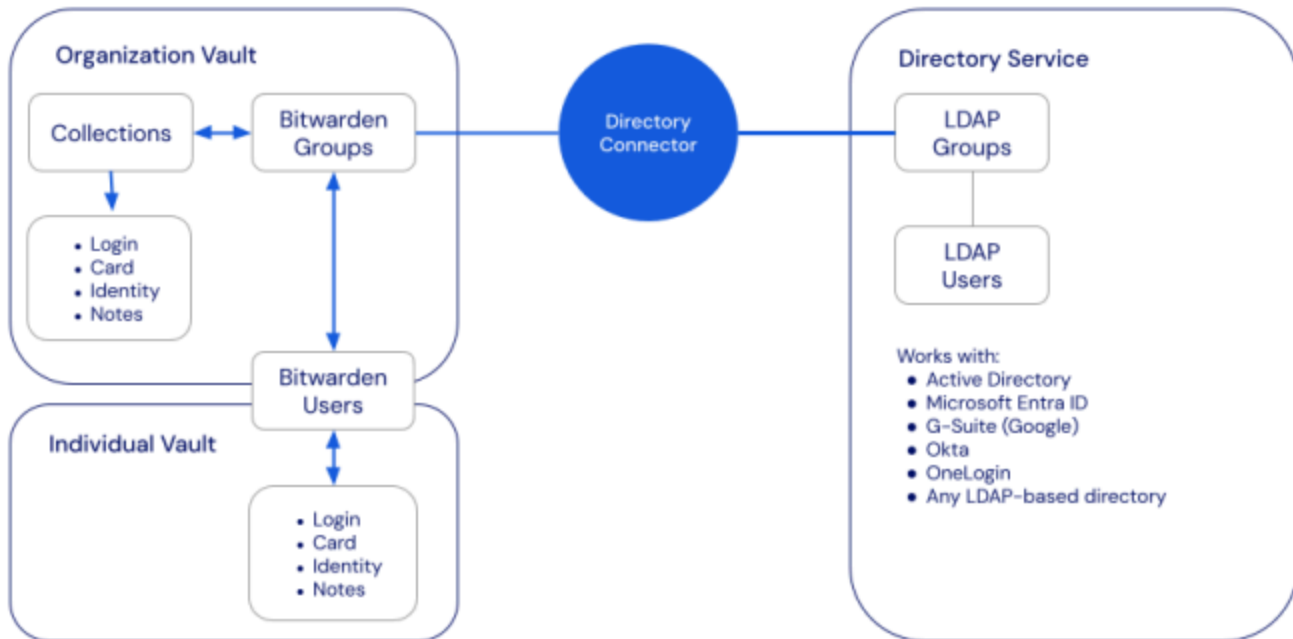 Organization Vault
Collections
Bitwarden
Groups
• Login
• Card
• Identity
• Notes
Bitwarden
Users
Individual Vault
• Login
• Card
• Identity
• Notes
Directory
Connector
Directory Service
LDAP
Groups
LDAP
Users
Works with:
• Active Directory
• Microsoft Entra ID
• G-Suite (Google)
• Okta
• OneLogin
• Any LDAP-based directory